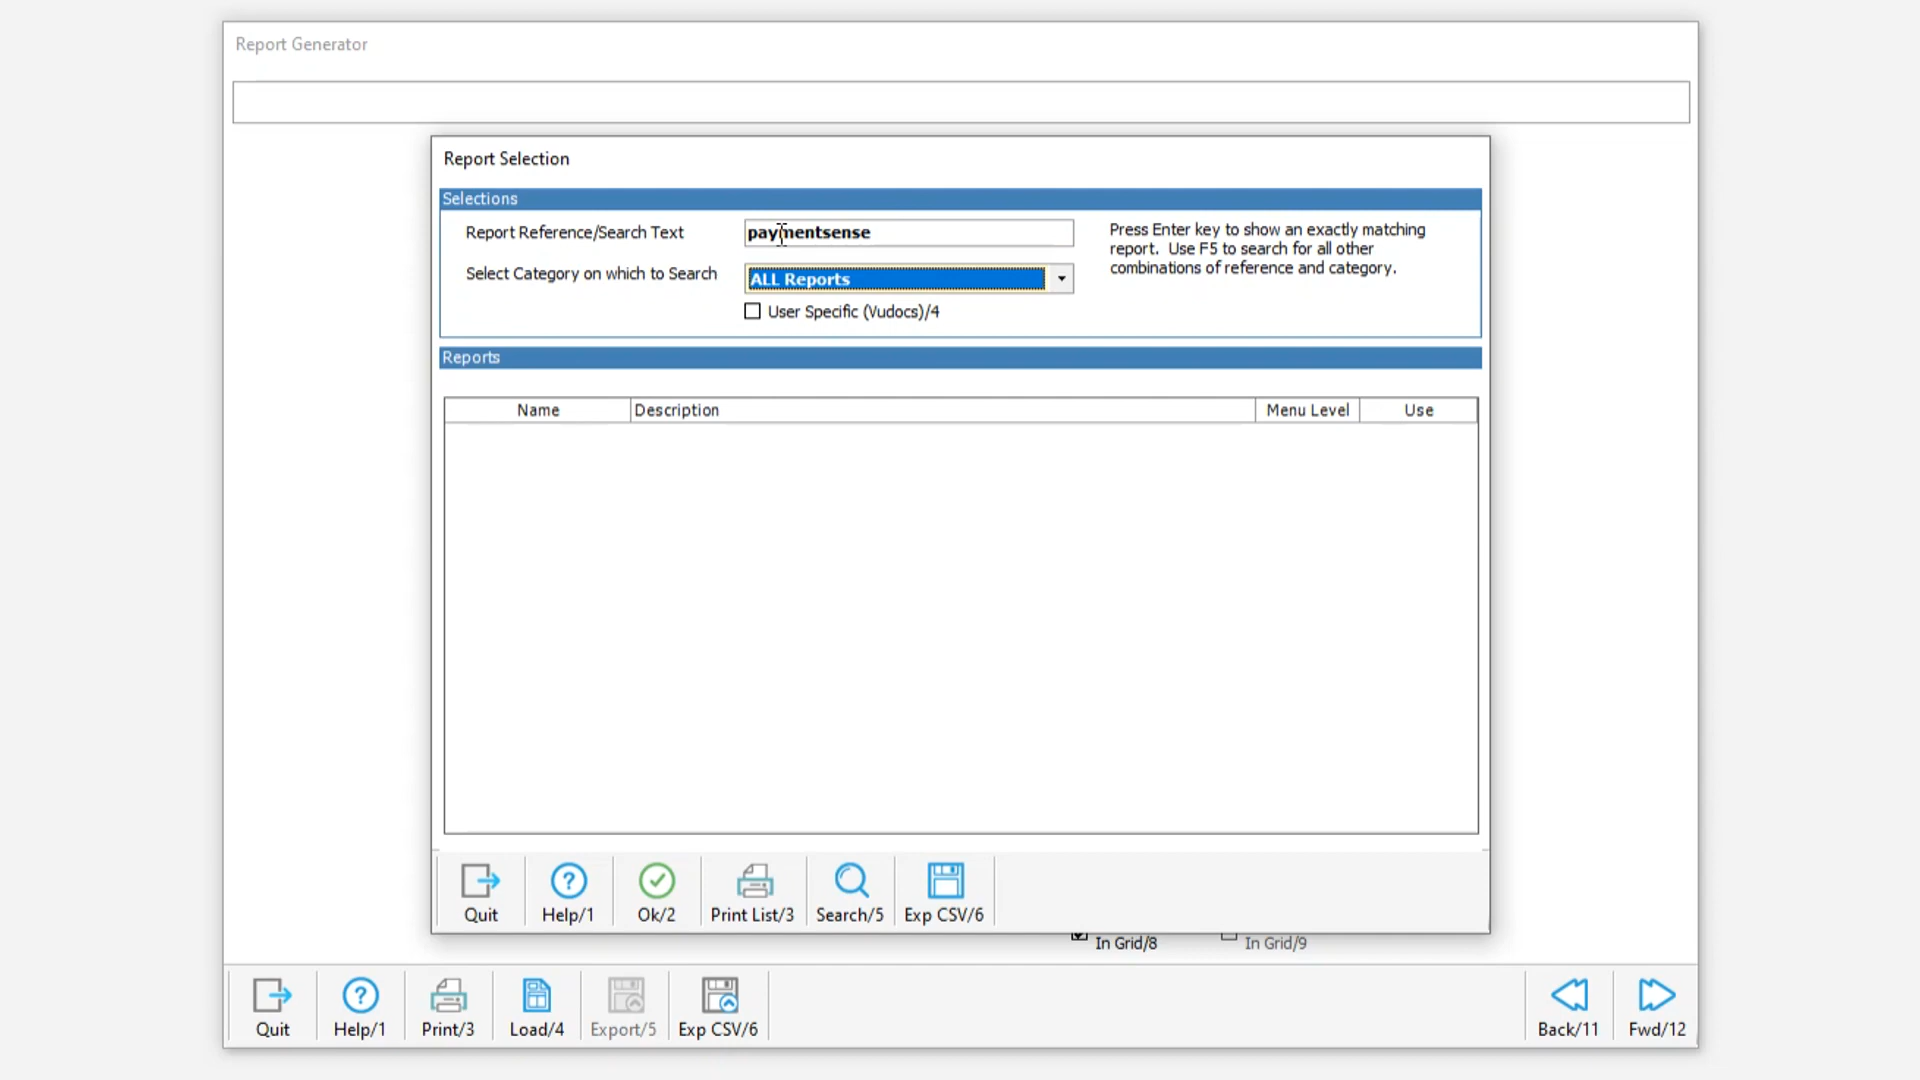 Report Generator
Report Selection
Selections
Report Reference/Search Text
paymentsense
Press Enter key to show an exactly matching
report. Use F5 to search for all other
combinations of reference and category.
Select Category on which to Search
ALL Reports
User Specific (Vudocs)/4
Reports
Name
Description
Menu Level
Use
Quit
Help/1
Ok/2
Print List/3
Search/5
Exp CSV/6
In Grid/8
In Grid/9
Quit
Help/1
Print/3
Load/4
Export/5
Exp CSV/6
Back/11
Fwd/12